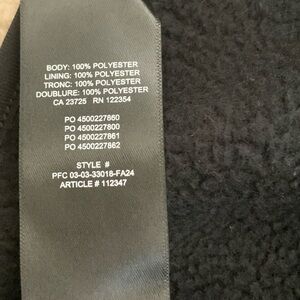 BODY: 100% POLYESTER
LINING: 100% POLYESTER
TRONC: 100% POLYESTER
DOUBLURE: 100% POLYESTER
CA 23725 RN 122354
PO 4500227860
PO 4500227800
PO 4500227861
PO 4500227862
STYLE #
PFC 03-03-33018-FA24
ARTICLE # 112347